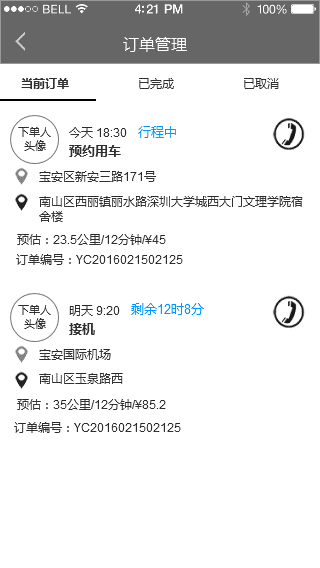 BELL 4:21 PM 100%
订单管理
当前订单 已完成 已取消
下单人头像 今天 18:30 行程中
预约用车
宝安区新安三路171号
南山区西丽镇丽水路深圳大学城西大门文理学院宿
舍楼
预估：23.5公里/12分钟/¥45
订单编号：YC2016021502125
下单人头像 明天 9:20 剩余12时8分
接机
宝安国际机场
南山区玉泉路西
预估：35公里/12分钟/¥85.2
订单编号：YC2016021502125